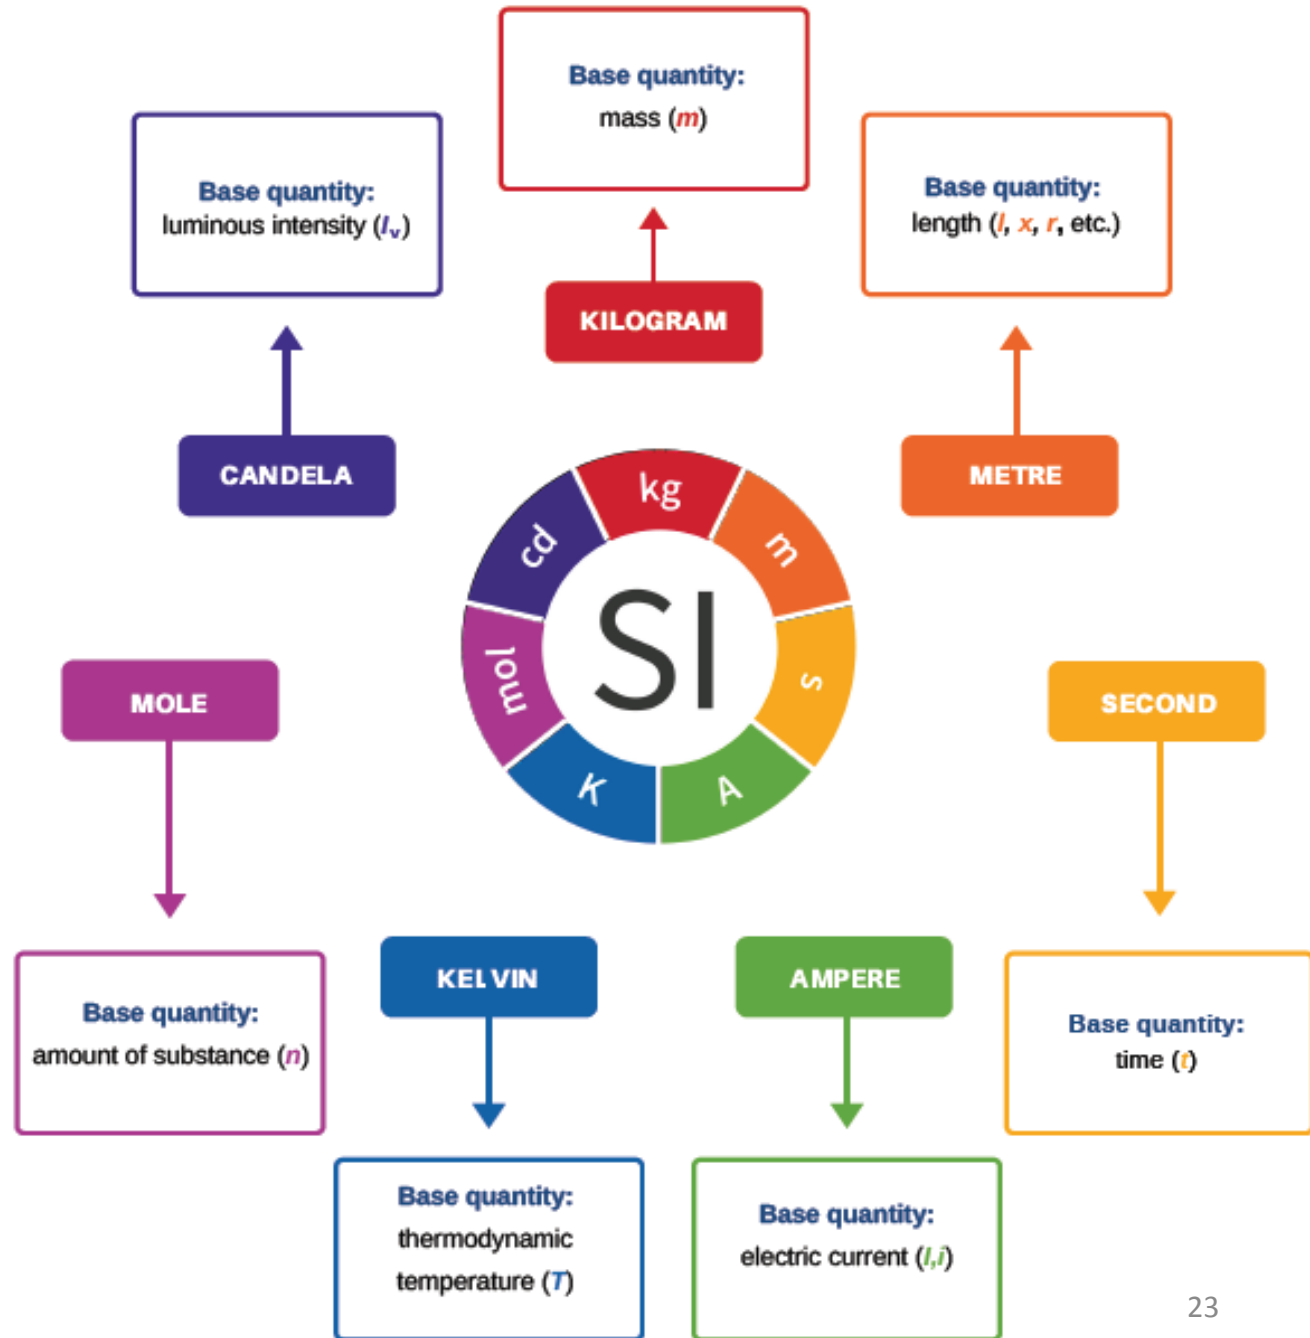 Base quantity:
mass (m)
Base quantity:
luminous intensity (Iv)
Base quantity:
length (l, x, r, etc.)
KILOGRAM
CANDELA
METRE
kg
cd
m
SI
mol
s
K
A
MOLE
SECOND
KELVIN
AMPERE
Base quantity:
amount of substance (n)
Base quantity:
time (t)
Base quantity:
thermodynamic
temperature (T)
Base quantity:
electric current (I,i)
23